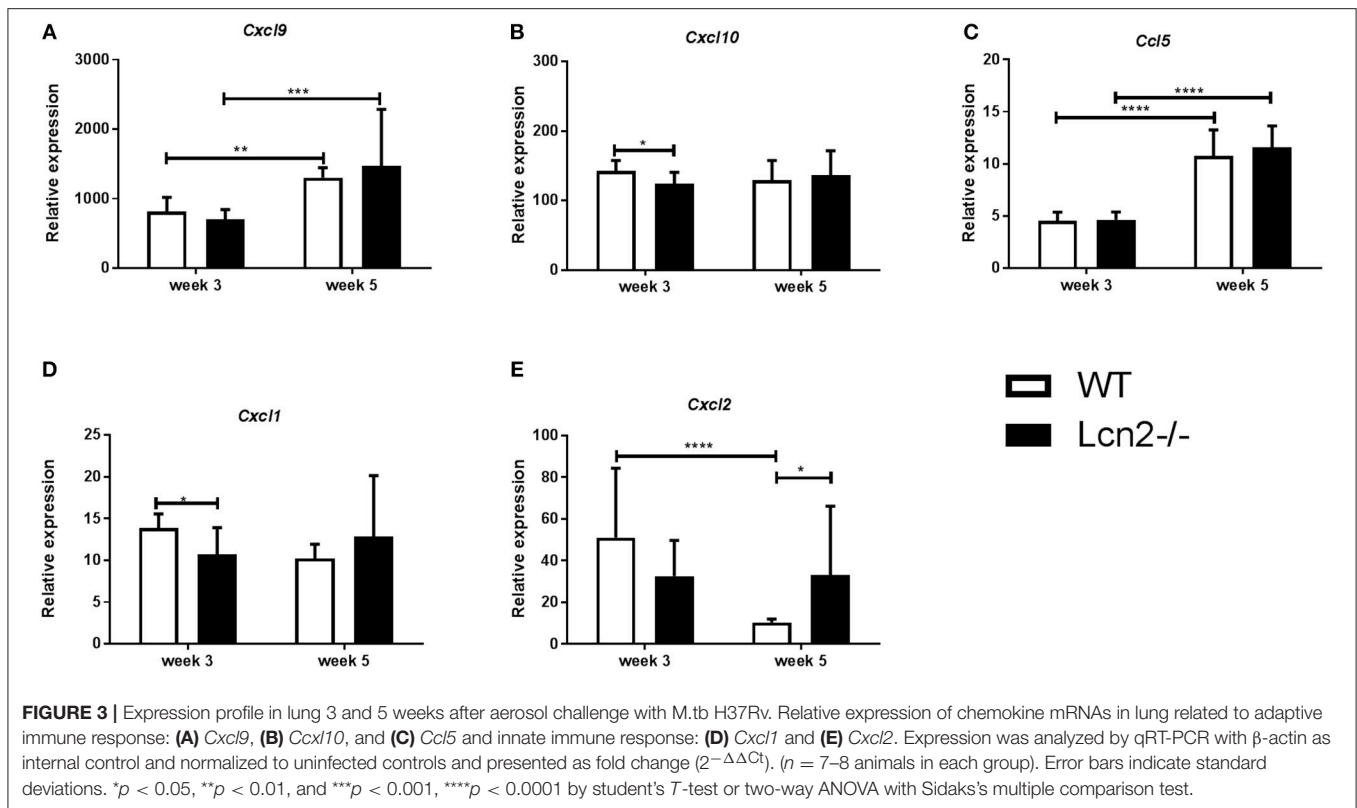 A
Cxcl9
Relative expression
3000
2000
1000
0
**
***
week 3
week 5
B
Cxcl10
Relative expression
300
200
100
0
*
week 3
week 5
C
Ccl5
Relative expression
20
15
10
5
0
****
****
week 3
week 5
D
Cxcl1
Relative expression
25
20
15
10
5
0
*
week 3
week 5
E
Cxcl2
Relative expression
100
80
60
40
20
0
****
*
week 3
week 5
WT
Lcn2-/-
FIGURE 3 | Expression profile in lung 3 and 5 weeks after aerosol challenge with M.tb H37Rv. Relative expression of chemokine mRNAs in lung related to adaptive
immune response: (A) Cxcl9, (B) Ccxl10, and (C) Ccl5 and innate immune response: (D) Cxcl1 and (E) Cxcl2. Expression was analyzed by qRT-PCR with β-actin as
internal control and normalized to uninfected controls and presented as fold change (2−ΔΔCt). (n = 7–8 animals in each group). Error bars indicate standard
deviations. *p < 0.05, **p < 0.01, and ***p < 0.001, ****p < 0.0001 by student's T-test or two-way ANOVA with Sidaks's multiple comparison test.